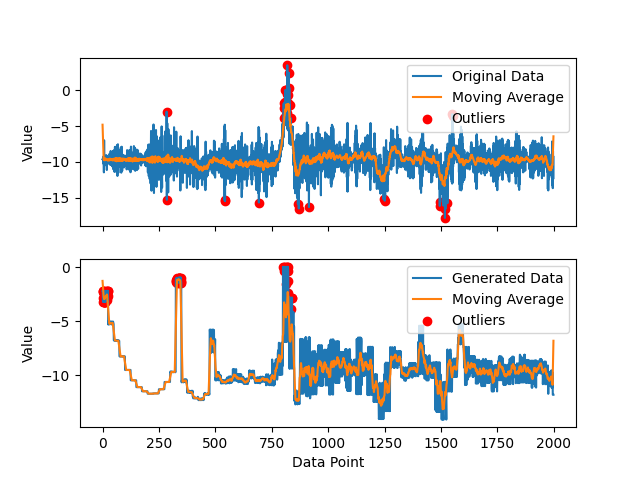 0
−5
−10
−15
Value
Original Data
Moving Average
Outliers
0
−5
−10
Value
Generated Data
Moving Average
Outliers
0
250
500
750
1000
1250
1500
1750
2000
Data Point